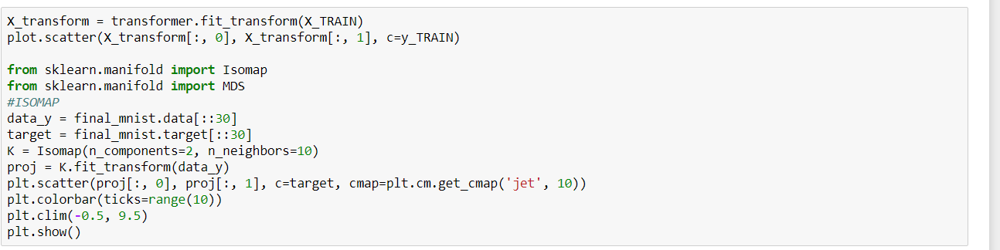 X_transform = transformer.fit_transform(X_TRAIN)
plot.scatter(X_transform[:, 0], X_transform[:, 1], c=y_TRAIN)
from sklearn.manifold import Isomap
from sklearn.manifold import MDS
#ISOMAP
data_y = final_mnist.data[::30]
target = final_mnist.target[::30]
K = Isomap(n_components=2, n_neighbors=10)
proj = K.fit_transform(data_y)
plt.scatter(proj[:, 0], proj[:, 1], c=target, cmap=plt.cm.get_cmap('jet', 10))
plt.colorbar(ticks=range(10))
plt.clim(-0.5, 9.5)
plt.show()